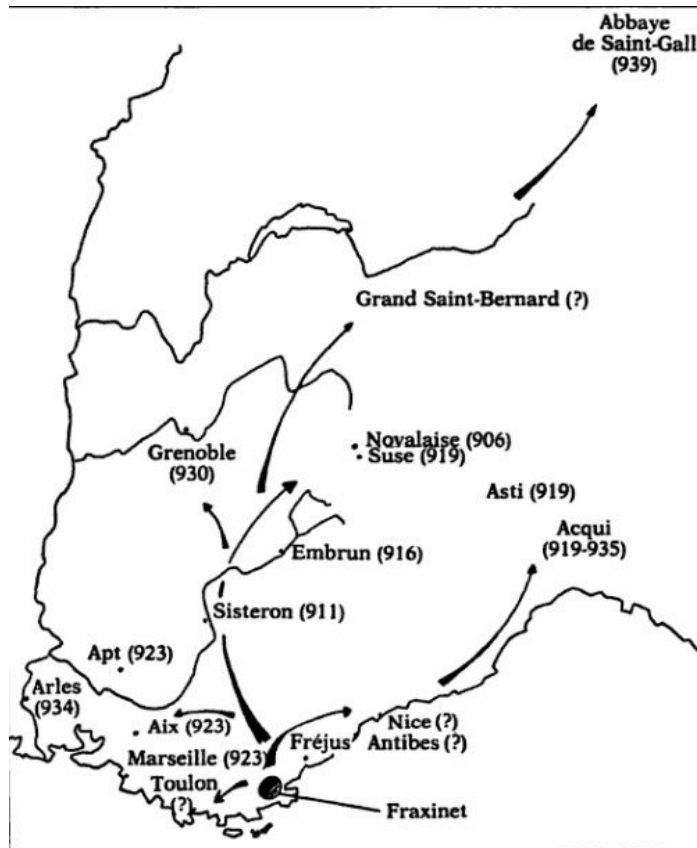 Abbaye
de Saint-Gall
(939)
Grand Saint-Bernard (?)
Grenoble
(930)
Novalaise (906)
Suse (919)
Asti (919)
Acqui
(919-935)
Embrun (916)
Sisteron (911)
Apt (923)
Arles
(934)
Aix (923)
Nice (?)
Antibes (?)
Marseille (923)
Fréjus
Toulon
(?)
Fraxinet